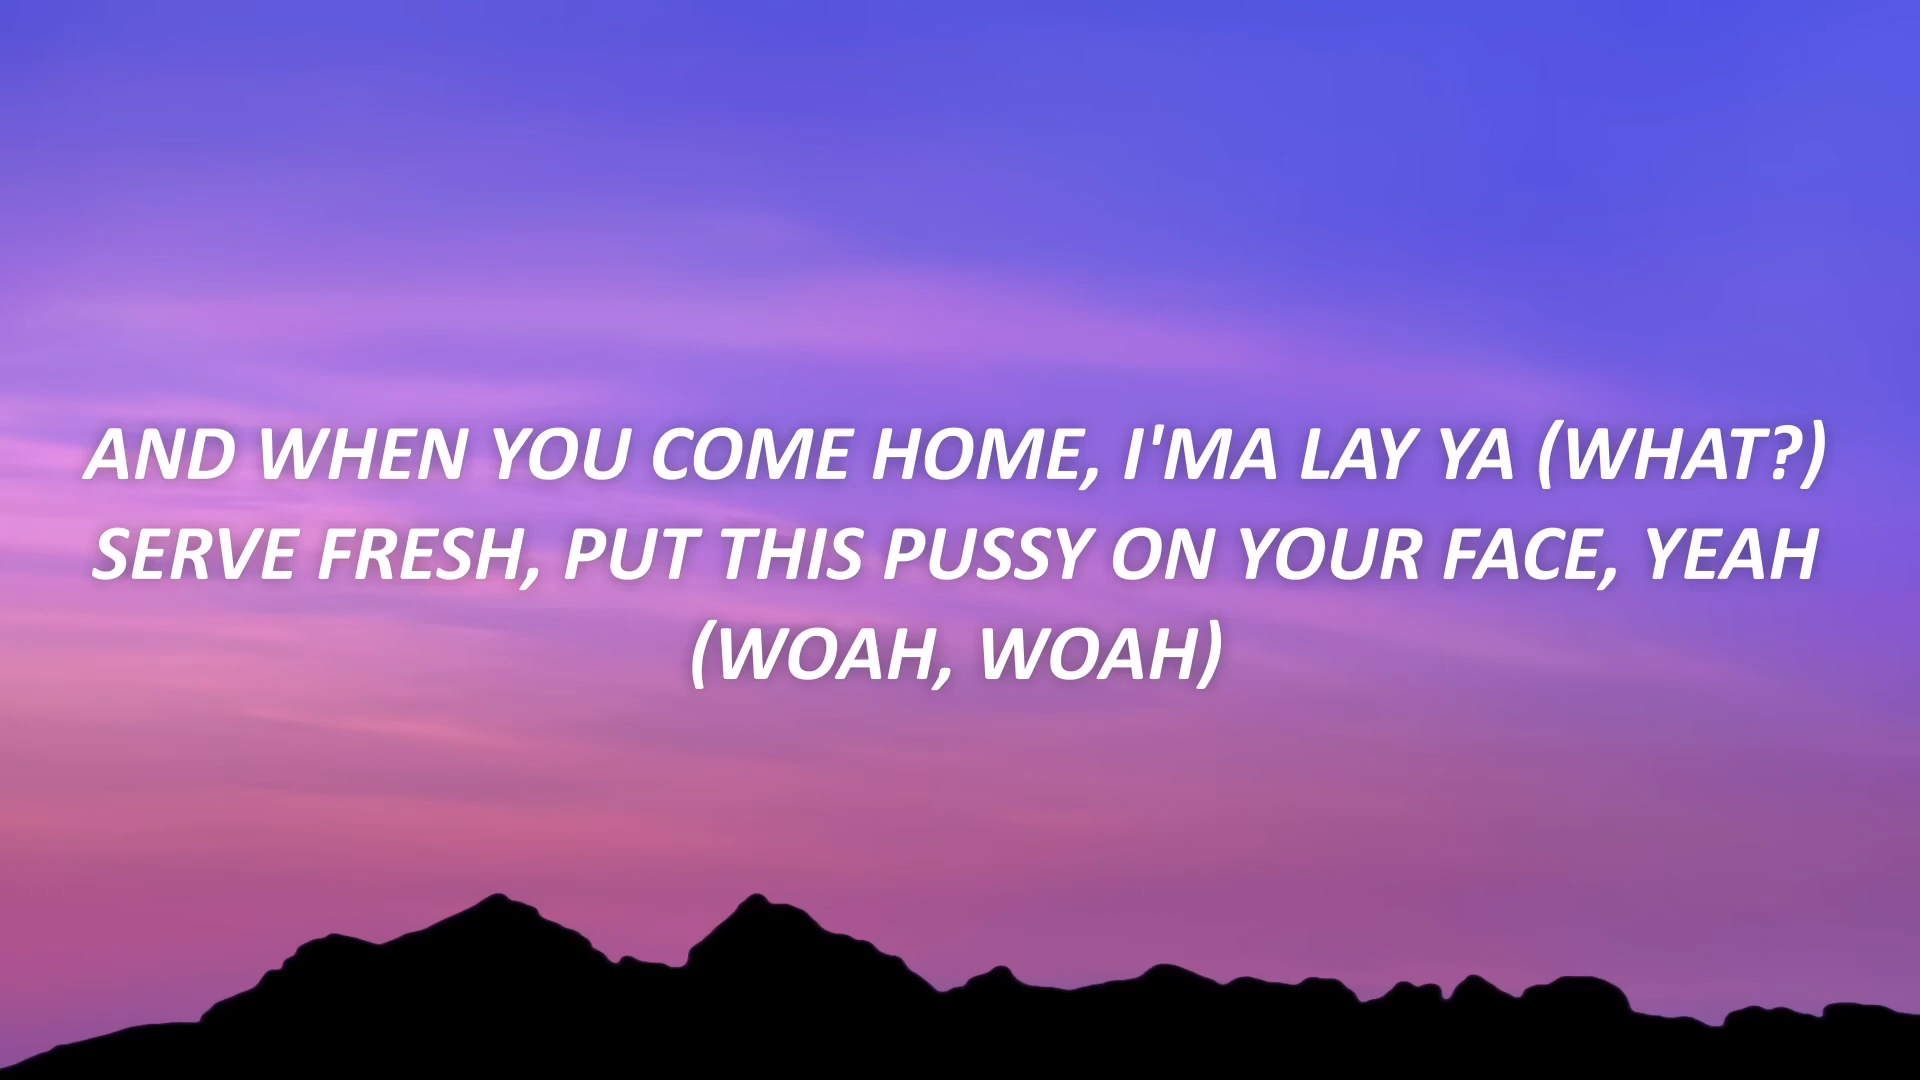 AND WHEN YOU COME HOME, I'MA LAY YA (WHAT?)
SERVE FRESH, PUT THIS PUSSY ON YOUR FACE, YEAH
(WOAH, WOAH)